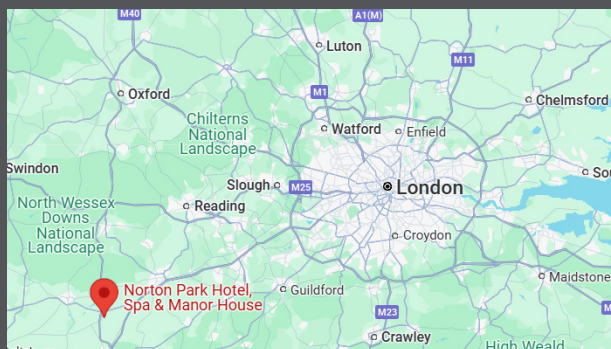 M40
A1(M)
Luton
M11
Oxford
M1
Chelmsford
Chilterns
National
Landscape
Watford
Enfield
Swindon
Slough
M25
London
North Wessex
Downs
National
Landscape
Reading
Croydon
Norton Park Hotel,
Spa & Manor House
Guildford
Maidstone
M23
Crawley
High Weald